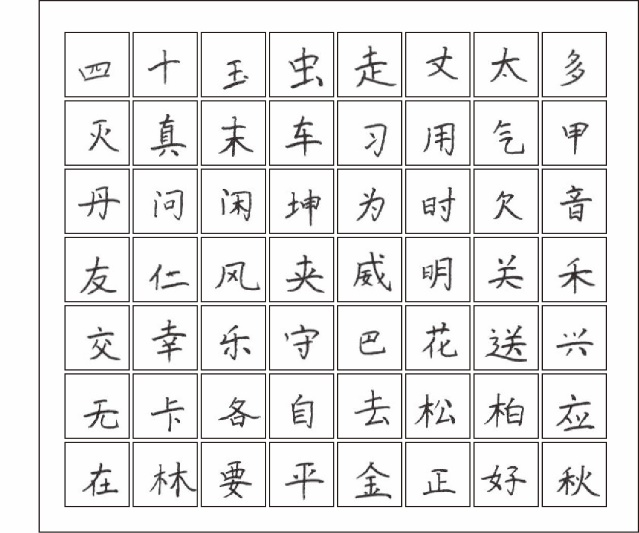 四十玉虫走丈太多
灭真末车习用气甲
丹问闲坤为时欠音
友仁风夹威明关禾
交幸乐守巴花送兴
无卡各自去松柏应
在林要平金正好秋